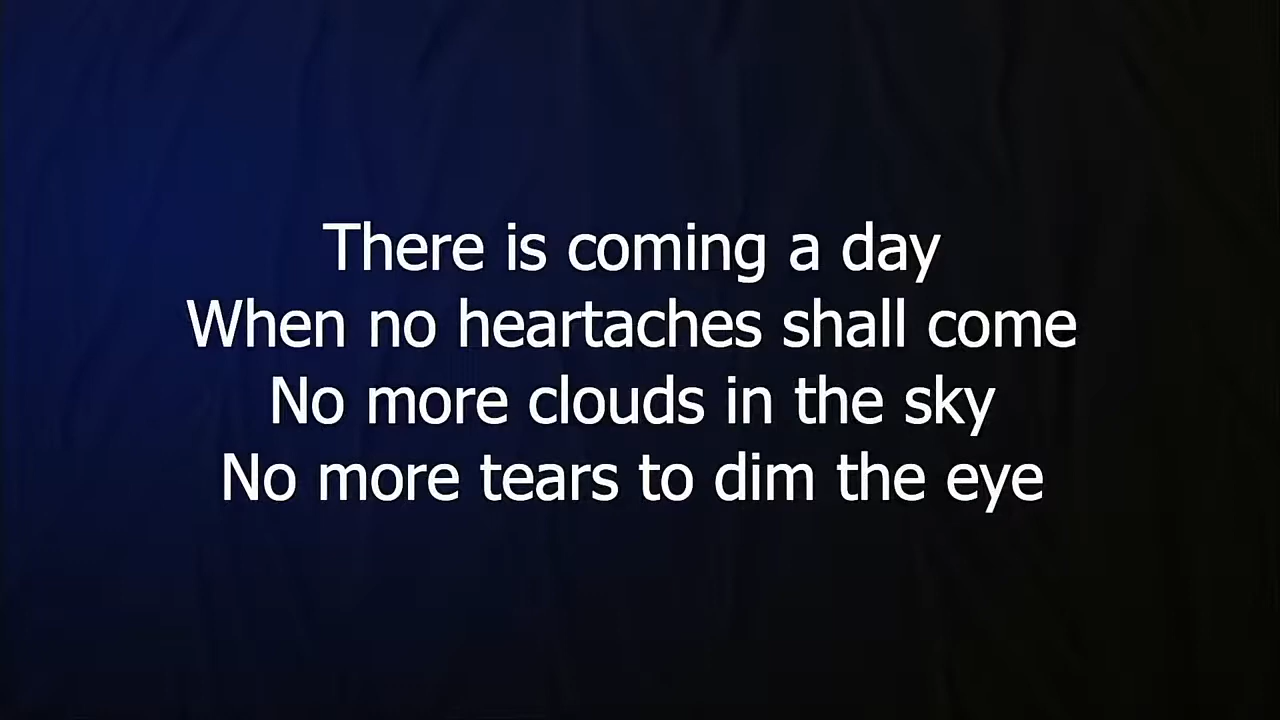 There is coming a day
When no heartaches shall come
No more clouds in the sky
No more tears to dim the eye